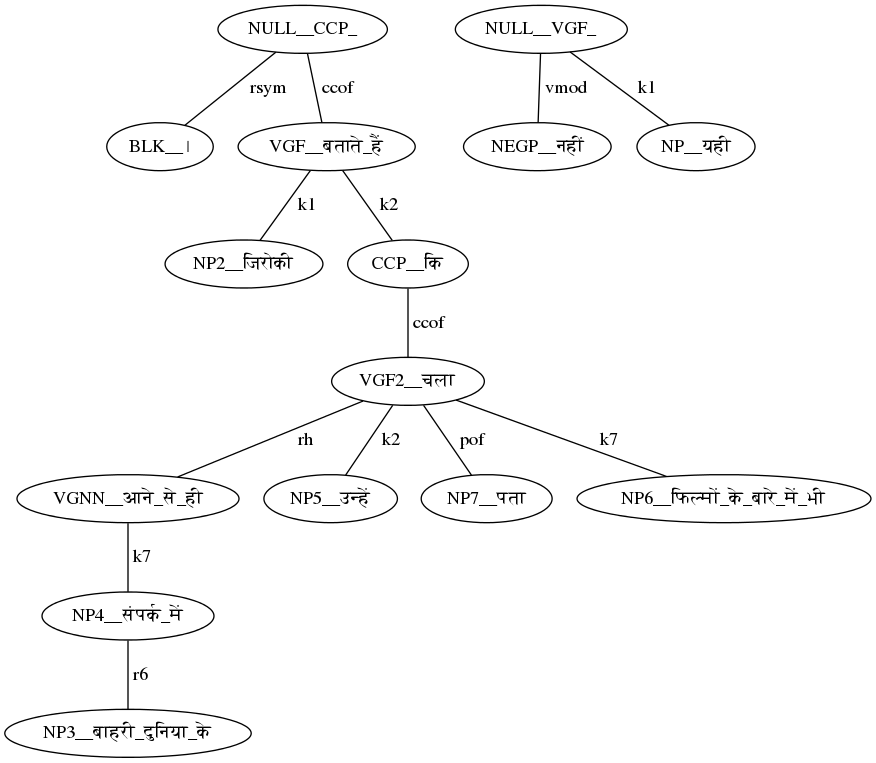 NULL__CCP_ NULL__VGF_
rsym ccof vmod k1
BLK__। VGF__बताते_हैं NEGP__नहीं NP__यही
k1 k2
NP2__जिरोकी CCP__कि
ccof
VGF2__चला
rh k2 pof k7
VGNN__आने_से_ही NP5__उन्हें NP7__पता NP6__फिल्मों_के_बारे_में_भी
k7
NP4__संपर्क_में
r6
NP3__बाहरी_दुनिया_के